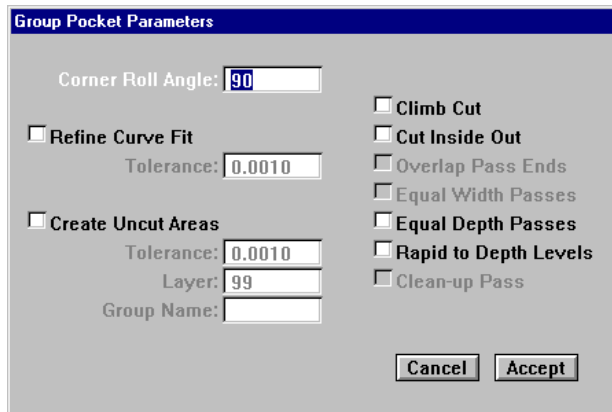 Group Pocket Parameters
Corner Roll Angle: 90
Refine Curve Fit
Tolerance: 0.0010
Create Uncut Areas
Tolerance: 0.0010
Layer: 99
Group Name:
Climb Cut
Cut Inside Out
Overlap Pass Ends
Equal Width Passes
Equal Depth Passes
Rapid to Depth Levels
Clean-up Pass
Cancel
Accept